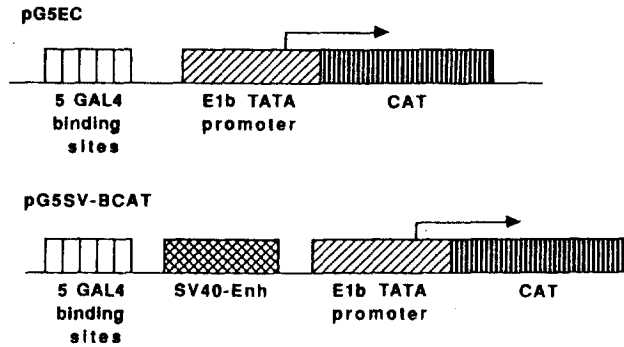 pG5EC
5 GAL4 E1b TATA CAT
binding promoter
sites
pG5SV-BCAT
5 GAL4 SV40-Enh E1b TATA CAT
binding promoter
sites